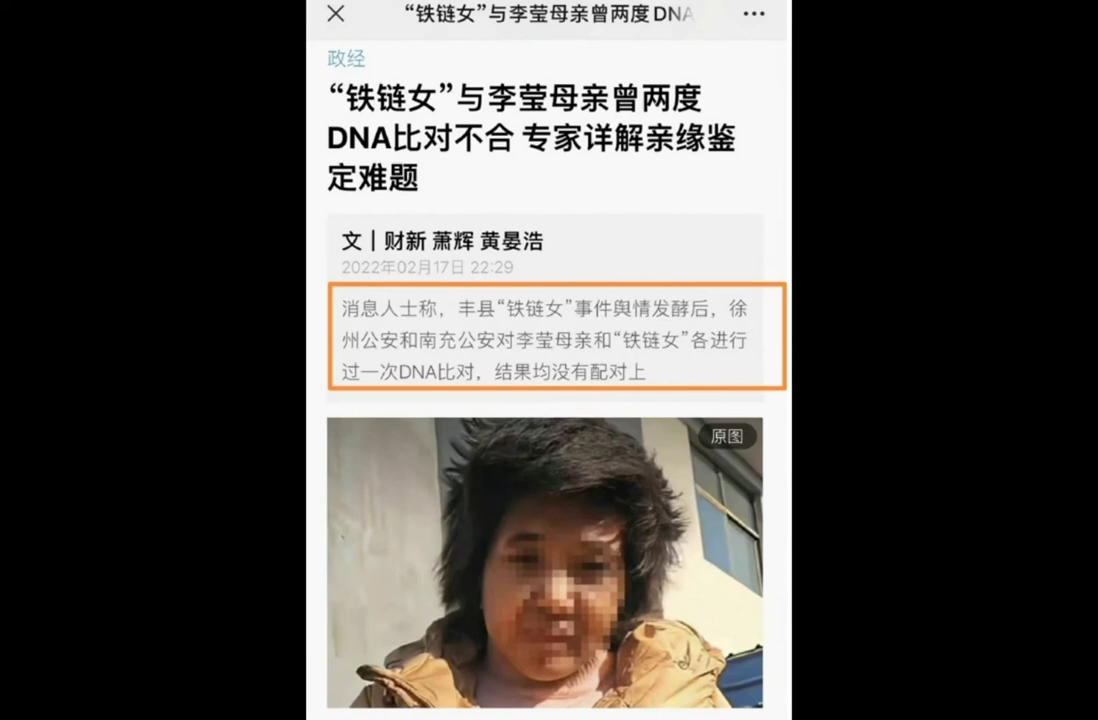 “铁链女”与李莹母亲曾两度 DNA
政经
“铁链女”与李莹母亲曾两度
DNA比对不合 专家详解亲缘鉴
定难题
文｜财新 萧辉 黄晏浩
2022年02月17日 22:29
消息人士称，丰县“铁链女”事件舆情发酵后，徐
州公安和南充公安对李莹母亲和“铁链女”各进行
过一次DNA比对，结果均没有配对上
原图